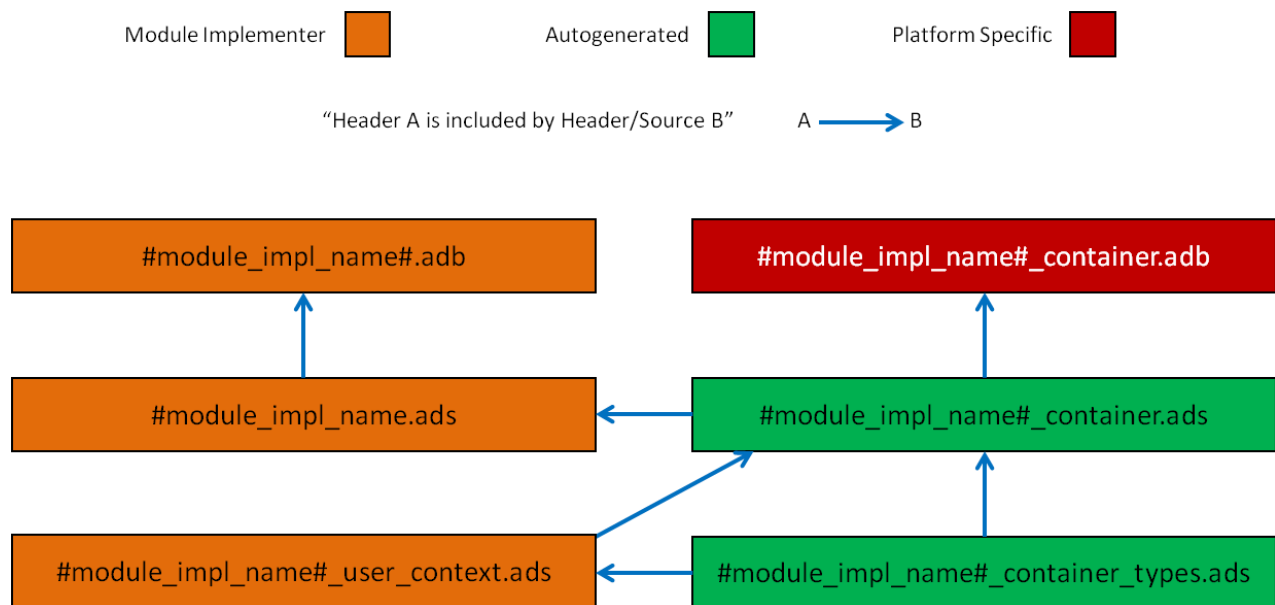 Module Implementer
Autogenerated
Platform Specific
“Header A is included by Header/Source B”
A
B
#module_impl_name#.adb
#module_impl_name#_container.adb
#module_impl_name.ads
#module_impl_name#_container.ads
#module_impl_name#_user_context.ads
#module_impl_name#_container_types.ads